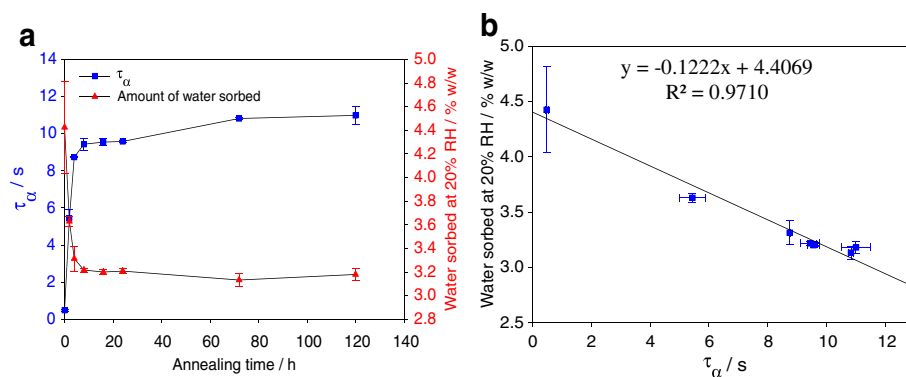 a
14
12
10
8
6
4
2
0
τα / s
τα
Amount of water sorbed
5.0
4.8
4.6
4.4
4.2
4.0
3.8
3.6
3.4
3.2
3.0
2.8
Water sorbed at 20% RH / % w/w
0 20 40 60 80 100 120 140
Annealing time / h
b
5.0
4.5
4.0
3.5
3.0
2.5
Water sorbed at 20% RH / % w/w
y = -0.1222x + 4.4069
R² = 0.9710
0 2 4 6 8 10 12
τα / s